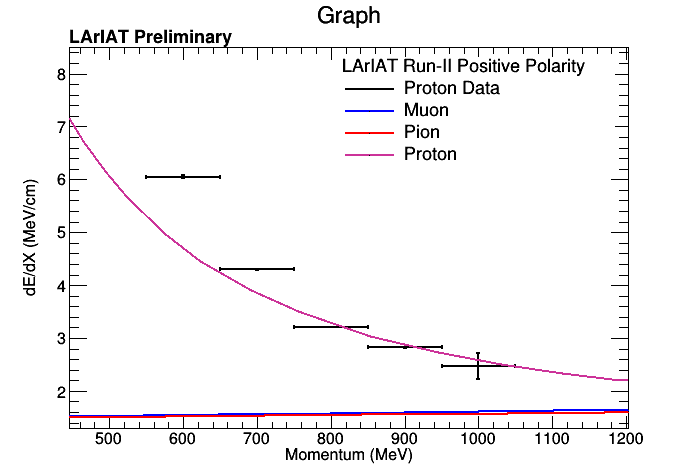 Graph
LArIAT Preliminary
LArIAT Run-II Positive Polarity
Proton Data
Muon
Pion
Proton
8
7
6
5
4
3
2
dE/dX (MeV/cm)
500 600 700 800 900 1000 1100 1200
Momentum (MeV)